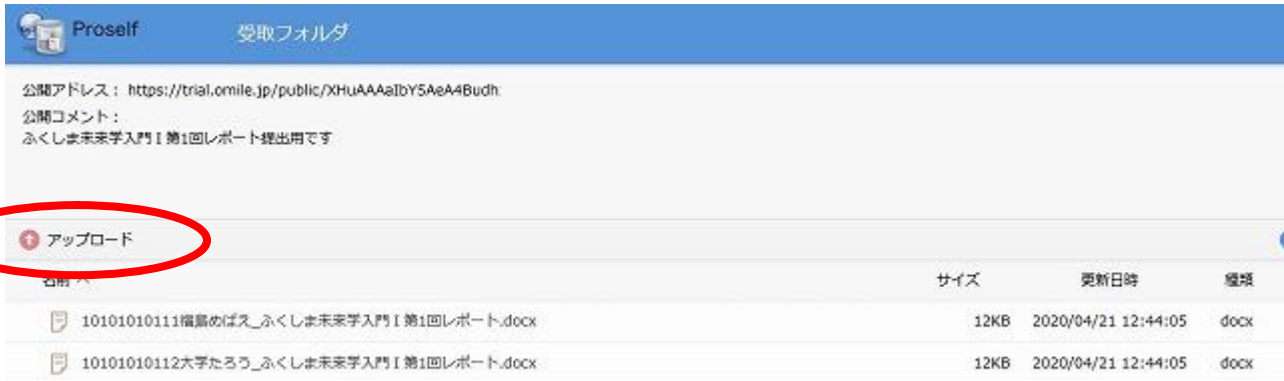 Proself 受取フォルダ
公開アドレス： https://trial.omile.jp/public/XHuAAAaIbY5AeA4Budh
公開コメント：
ふくしま未来学入門Ⅰ第1回レポート提出用です
アップロード
名前 サイズ 更新日時 種類
10101010111福島めばえ_ふくしま未来学入門Ⅰ第1回レポート.docx 12KB 2020/04/21 12:44:05 docx
10101010112大学たろう_ふくしま未来学入門Ⅰ第1回レポート.docx 12KB 2020/04/21 12:44:05 docx